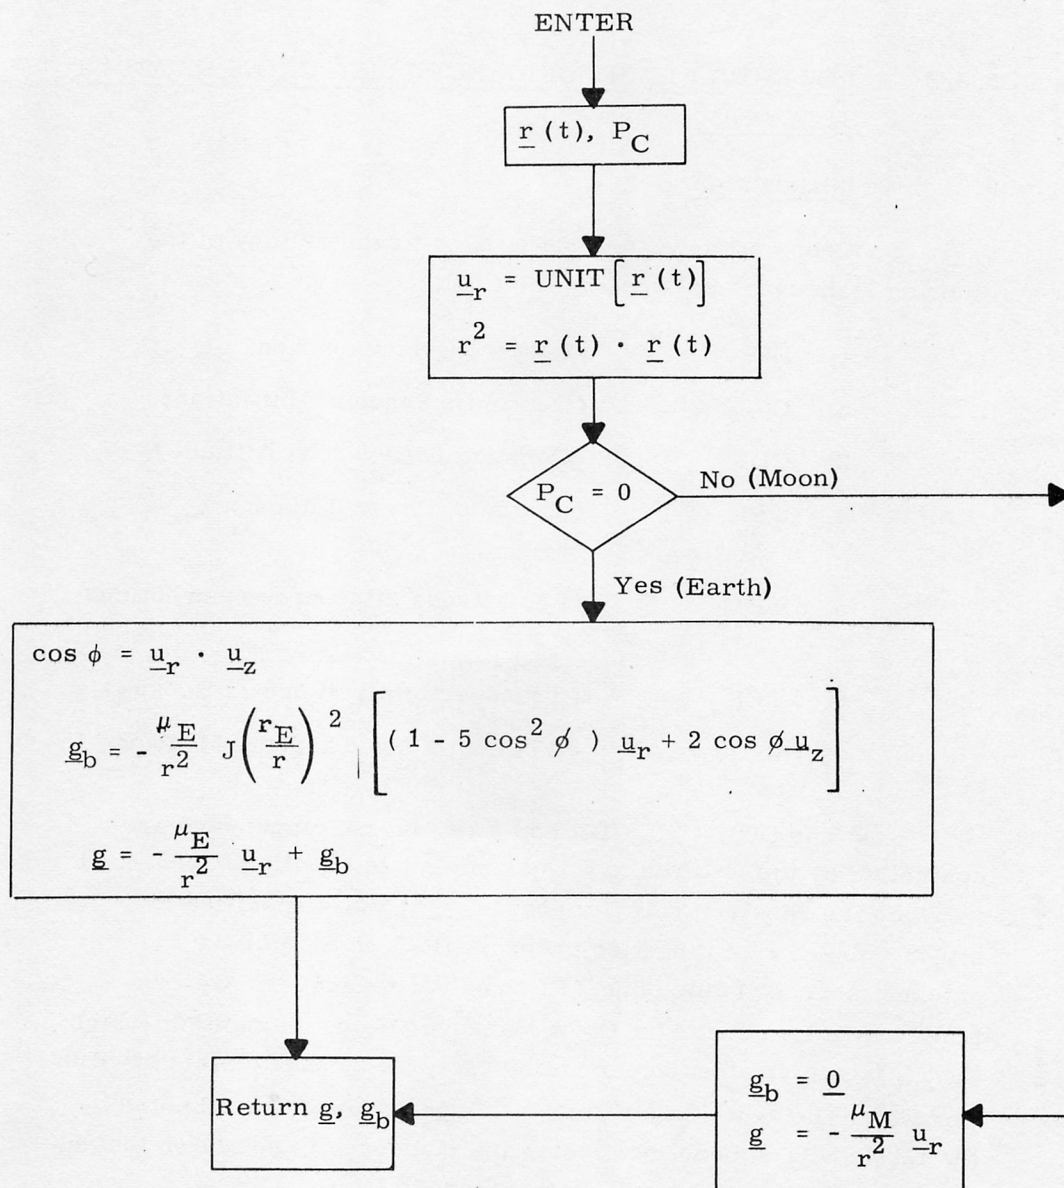 ENTER
r (t), P_C
u_r = UNIT [ r (t) ]
r^2 = r (t) · r (t)
P_C = 0
No (Moon)
Yes (Earth)
cos φ = u_r · u_z
g_b = - μ_E / r^2 J ( r_E / r )^2 [ ( 1 - 5 cos^2 φ ) u_r + 2 cos φ u_z ]
g = - μ_E / r^2 u_r + g_b
Return g, g_b
g_b = 0
g = - μ_M / r^2 u_r